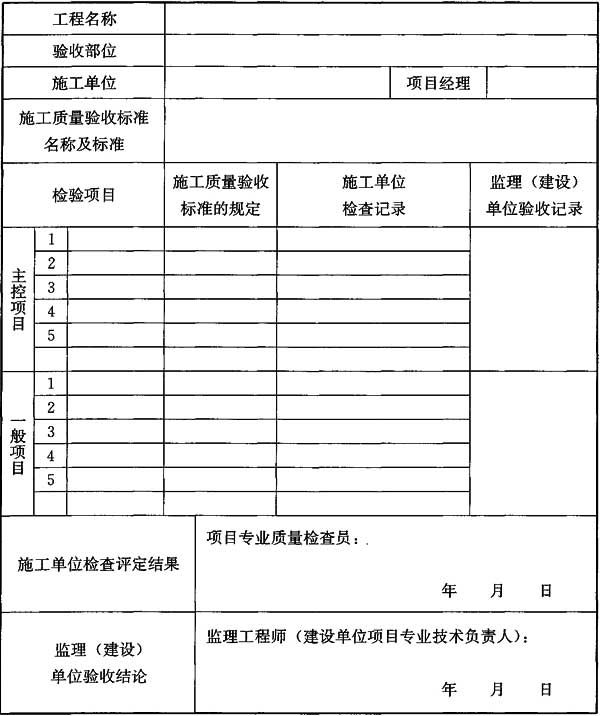 工程名称
验收部位
施工单位 项目经理
施工质量验收标准
名称及标准
检验项目
施工质量验收
标准的规定
施工单位
检查记录
监理（建设）
单位验收记录
主控项目
1
2
3
4
5
一般项目
1
2
3
4
5
施工单位检查评定结果
项目专业质量检查员：
年 月 日
监理（建设）
单位验收结论
监理工程师（建设单位项目专业技术负责人）：
年 月 日